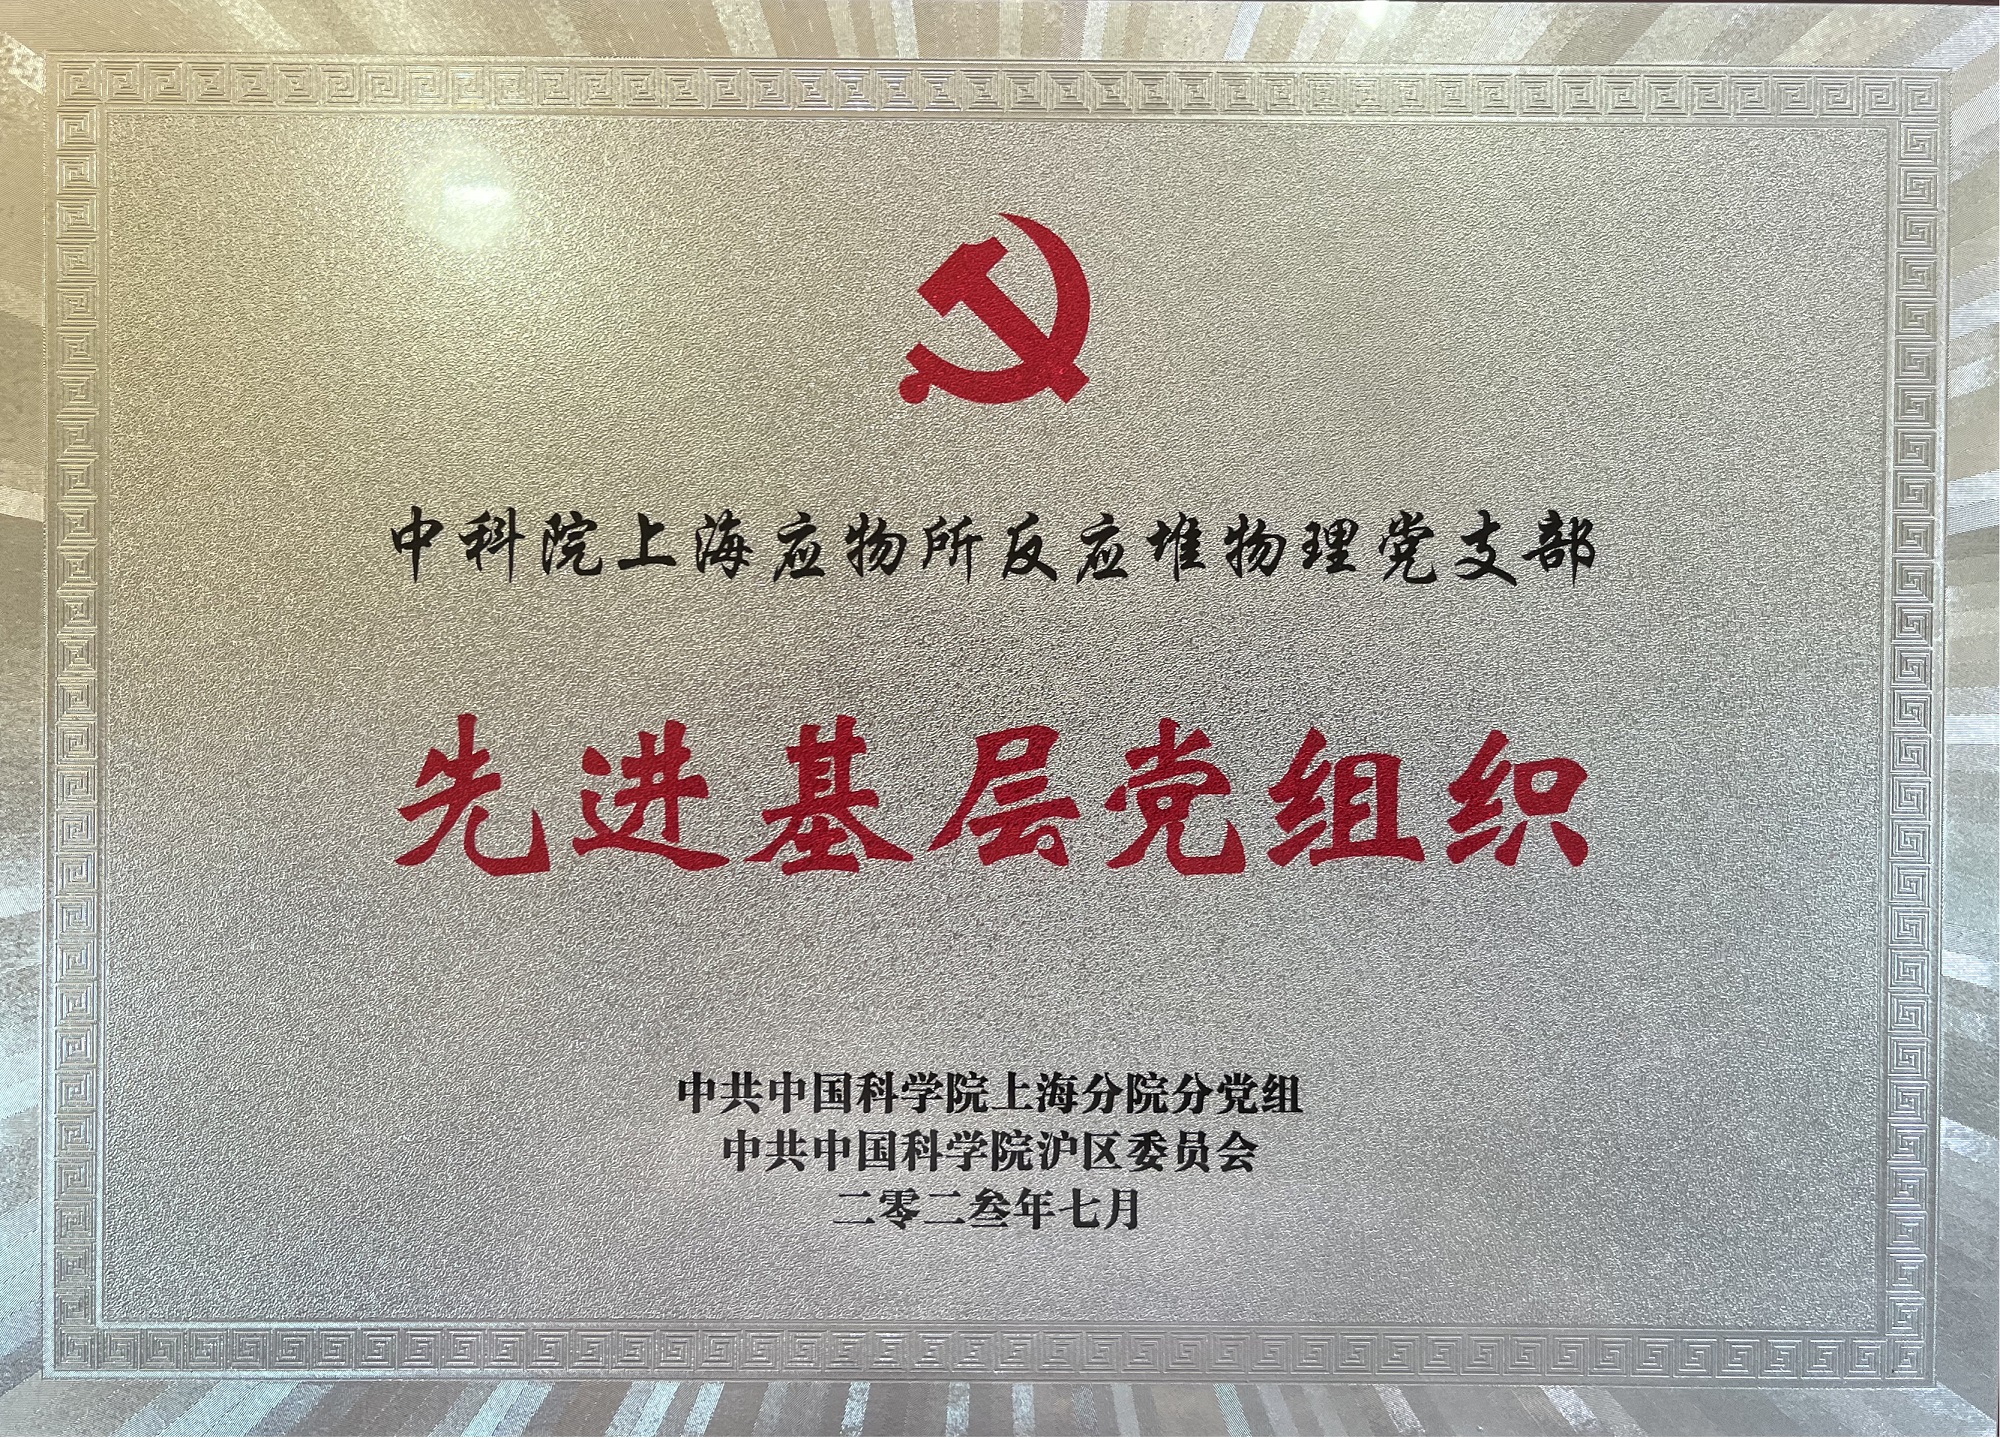 中科院上海应物所反应堆物理党支部
先进基层党组织
中共中国科学院上海分院分党组
中共中国科学院沪区委员会
二零二叁年七月